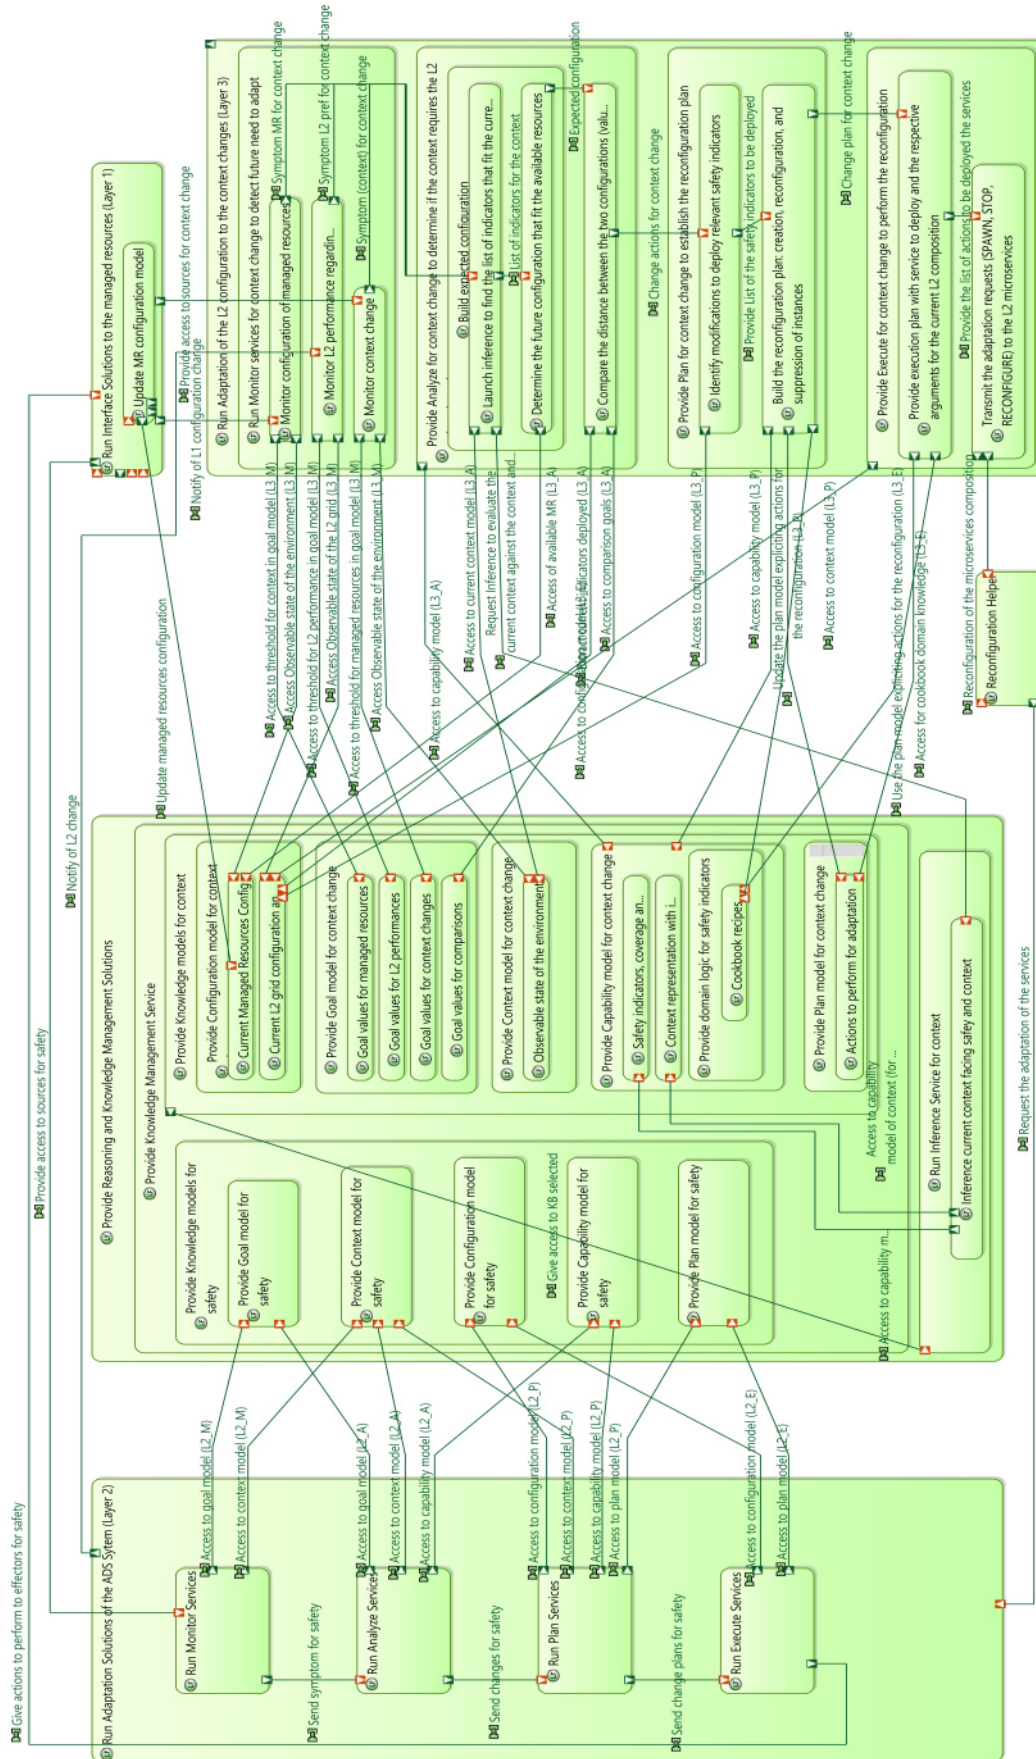 Give actions to perform to effectors for safety
Provide access to sources for safety
Notify of L2 change
Run Adaptation Solutions of the ADS Sytem (Layer 2)
Run Monitor Services
Access to goal model (L2_M)
Access to context model (L2_M)
Send symptom for safety
Run Analyze Services
Access to goal model (L2_A)
Access to context model (L2_A)
Access to capability model (L2_A)
Send changes for safety
Run Plan Services
Access to configuration model (L2_P)
Access to context model (L2_P)
Access to capability model (L2_P)
Access to plan model (L2_P)
Send change plans for safety
Run Execute Services
Access to configuration model (L2_E)
Access to plan model (L2_E)
Provide Reasoning and Knowledge Management Solutions
Provide Knowledge Management Service
Provide Knowledge models for
safety
Provide Goal model for
safety
Provide Context model for
safety
Provide Configuration model
for safety
Give access to KB selected
Provide Capability model for
safety
Provide Plan model for safety
Provide Knowledge models for context
Provide Configuration model for context
Current Managed Resources Config
Current L2 grid configuration an
Provide Goal model for context change
Goal values for managed resources
Goal values for L2 performances
Goal values for context changes
Goal values for comparisons
Provide Context model for context change
Observable state of the environment
Provide Capability model for context change
Safety indicators, coverage an...
Context representation with i...
Provide domain logic for safety indicators
Cookbook recipes
Provide Plan model for context change
Actions to perform for adaptation
Access to capability
model of context (for ...
Access to capability m...
Run Inference Service for context
Inference current context facing safey and context
Request the adaptation of the services
Update managed resources configuration
Notify of L1 configuration change
Provide access to sources for context change
Run Interface Solutions to the managed resources (Layer 1)
Update MR configuration model
Access to threshold for context in goal model (L3_M)
Access Observable state of the environment (L3_M)
Access to threshold for L2 performance in goal model (L3_M)
Access Observable state of the L2 grid (L3_M)
Access to threshold for managed resources in goal model (L3_M)
Access Observable state of the environment (L3_A)
Access to capability model (L3_A)
Access to current context model (L3_A)
Request Inference to evaluate the
current context against the context and...
Access of available MR (L3_A)
Access to comparison goals (L3_A)
Access to configuration model (L3_P)
Access to capability model (L3_P)
Update the plan model expliciting actions for
the reconfiguration (L3_P)
Access to context model (L3_P)
Use the plan model expliciting actions for the reconfiguration (L3_E)
Access for cookbook domain knowledge (L3_E)
Reconfiguration of the microservices composition
Reconfiguration Helper
Run Adaptation of the L2 configuration to the context changes (Layer 3)
Run Monitor services for context change to detect future need to adapt
Monitor configuration of managed resources
Symptom MR for context change
Monitor L2 performance regardin...
Symptom L2 pref for context change
Monitor context change
Symptom (context) for context change
Provide Analyze for context change to determine if the context requires the L2
Build expected configuration
Launch inference to find the list of indicators that fit the curre...
List of indicators for the context
Determine the future configuration that fit the available resources
Expected configuration
Compare the distance between the two configurations (valu...
Change actions for context change
Provide Plan for context change to establish the reconfiguration plan
Identify modifications to deploy relevant safety indicators
Provide List of the safety indicators to be deployed
Build the reconfiguration plan: creation, reconfiguration, and
suppression of instances
Change plan for context change
Provide Execute for context change to perform the reconfiguration
Provide execution plan with service to deploy and the respective
arguments for the current L2 composition
Provide the list of actions to be deployed the services
Transmit the adaptation requests (SPAWN, STOP,
RECONFIGURE) to the L2 microservices